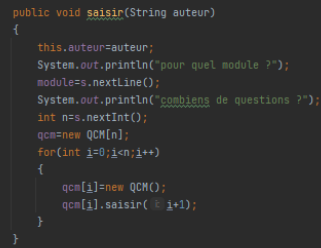 public void saisir(String auteur)
{
this.auteur=auteur;
System.out.println("pour quel module ?");
module=s.nextLine();
System.out.println("combiens de questions ?");
int n=s.nextInt();
qcm=new QCM[n];
for(int i=0;i<n;i++)
{
qcm[i]=new QCM();
qcm[i].saisir( t: i+1);
}
}